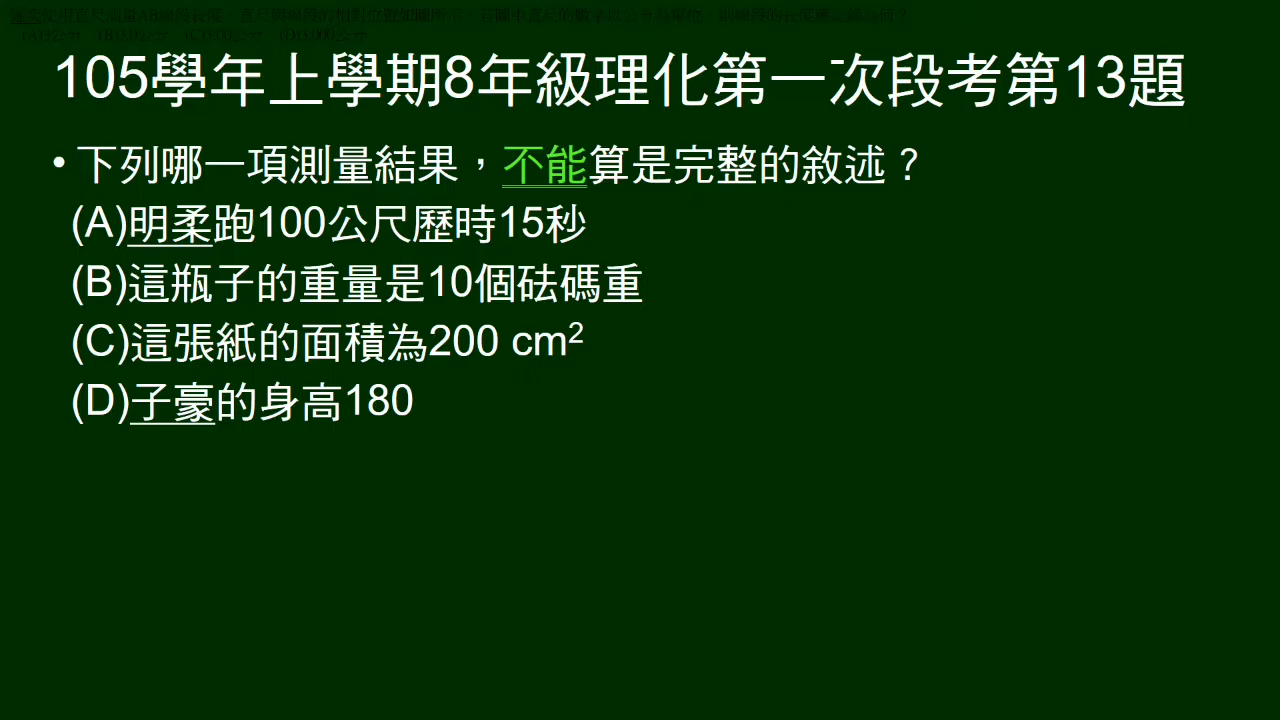 105學年上學期8年級理化第一次段考第13題
•下列哪一項測量結果，不能算是完整的敘述？
(A)明柔跑100公尺歷時15秒
(B)這瓶子的重量是10個砝碼重
(C)這張紙的面積為200 cm²
(D)子豪的身高180